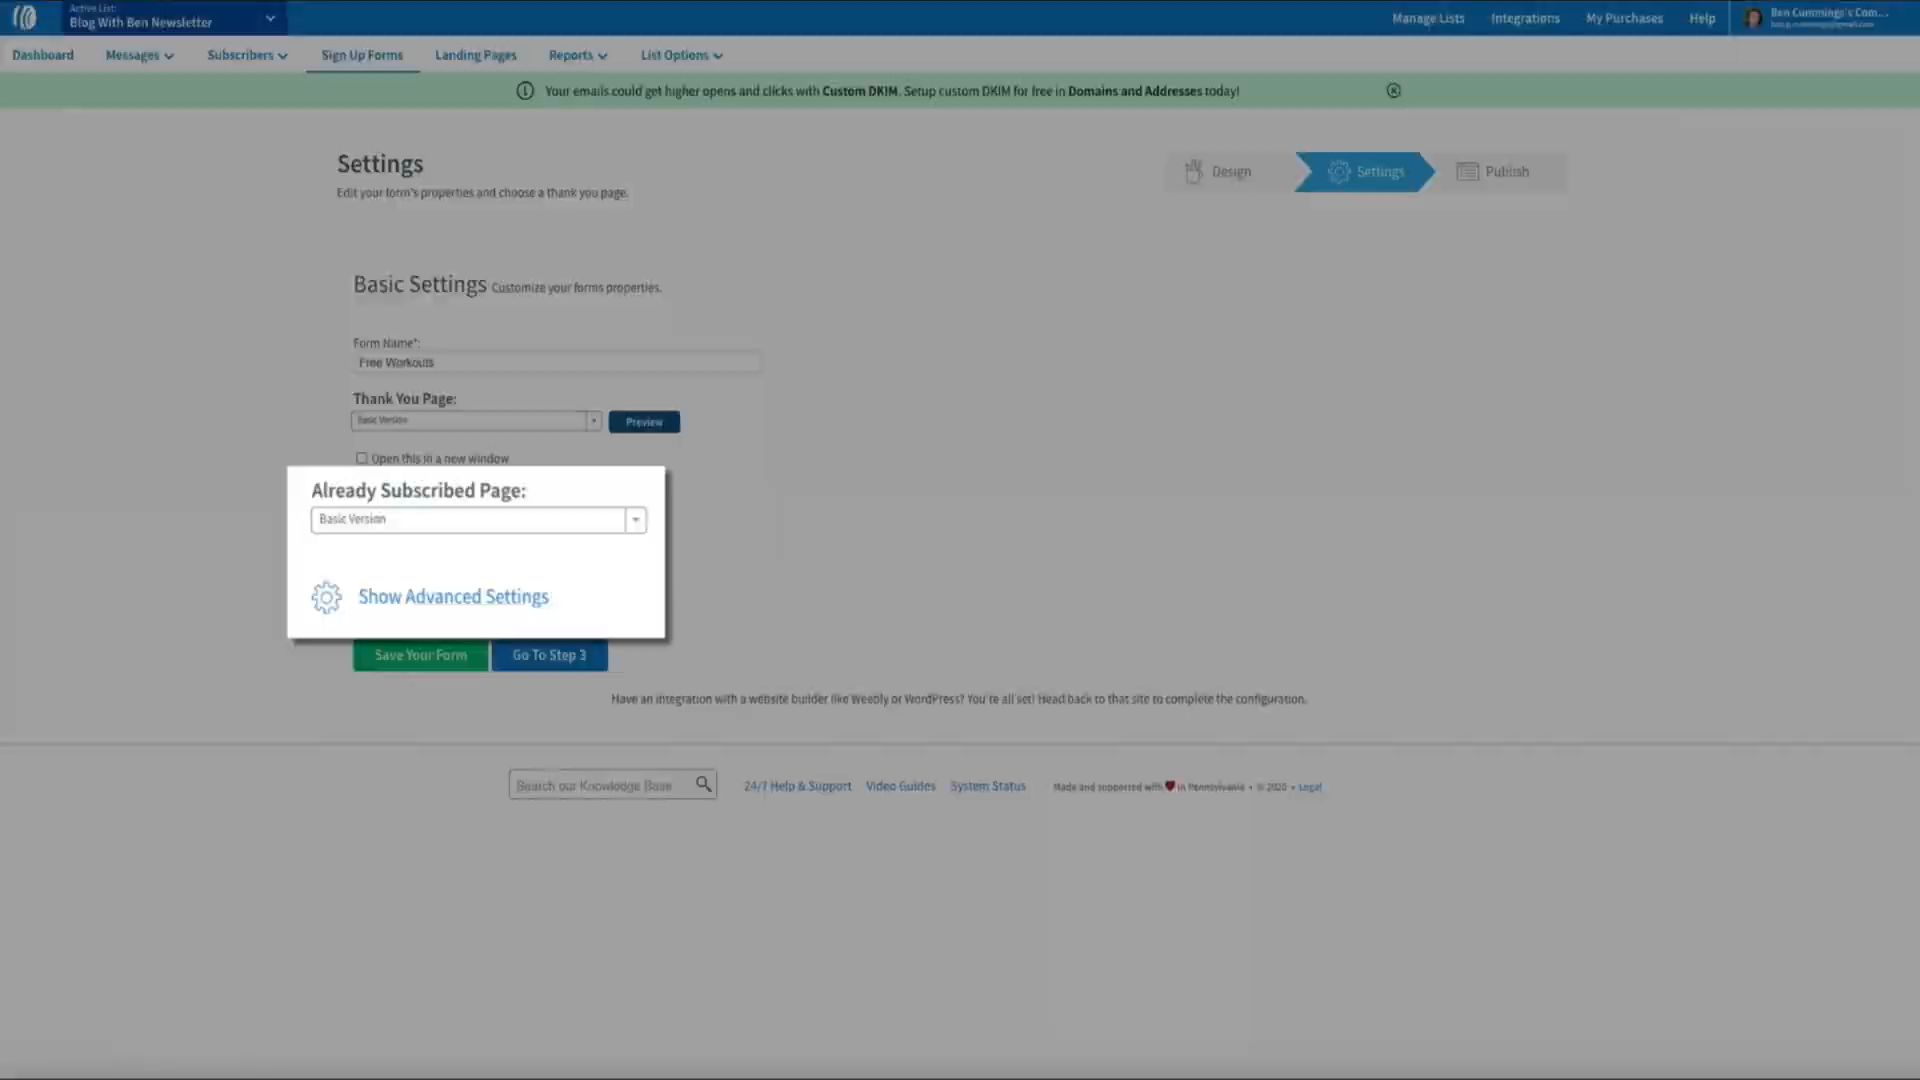 Active List:
Blog With Ben Newsletter
Manage Lists
Integrations
My Purchases
Help
Ben Cummings's Com...
Dashboard
Messages
Subscribers
Sign Up Forms
Landing Pages
Reports
List Options
Your emails could get higher opens and clicks with Custom DKIM. Setup custom DKIM for free in Domains and Addresses today!
Settings
Edit your form's properties and choose a thank you page.
Design
Settings
Publish
Basic Settings Customize your forms properties.
Form Name*:
Free Workouts
Thank You Page:
Basic Version
Preview
Open this in a new window
Already Subscribed Page:
Basic Version
Show Advanced Settings
Save Your Form
Go To Step 3
Have an integration with a website builder like Weebly or WordPress? You're all set! Head back to that site to complete the configuration.
Search our Knowledge Base
24/7 Help & Support
Video Guides
System Status
Made and supported with ❤ in Pennsylvania • © 2020 • Legal